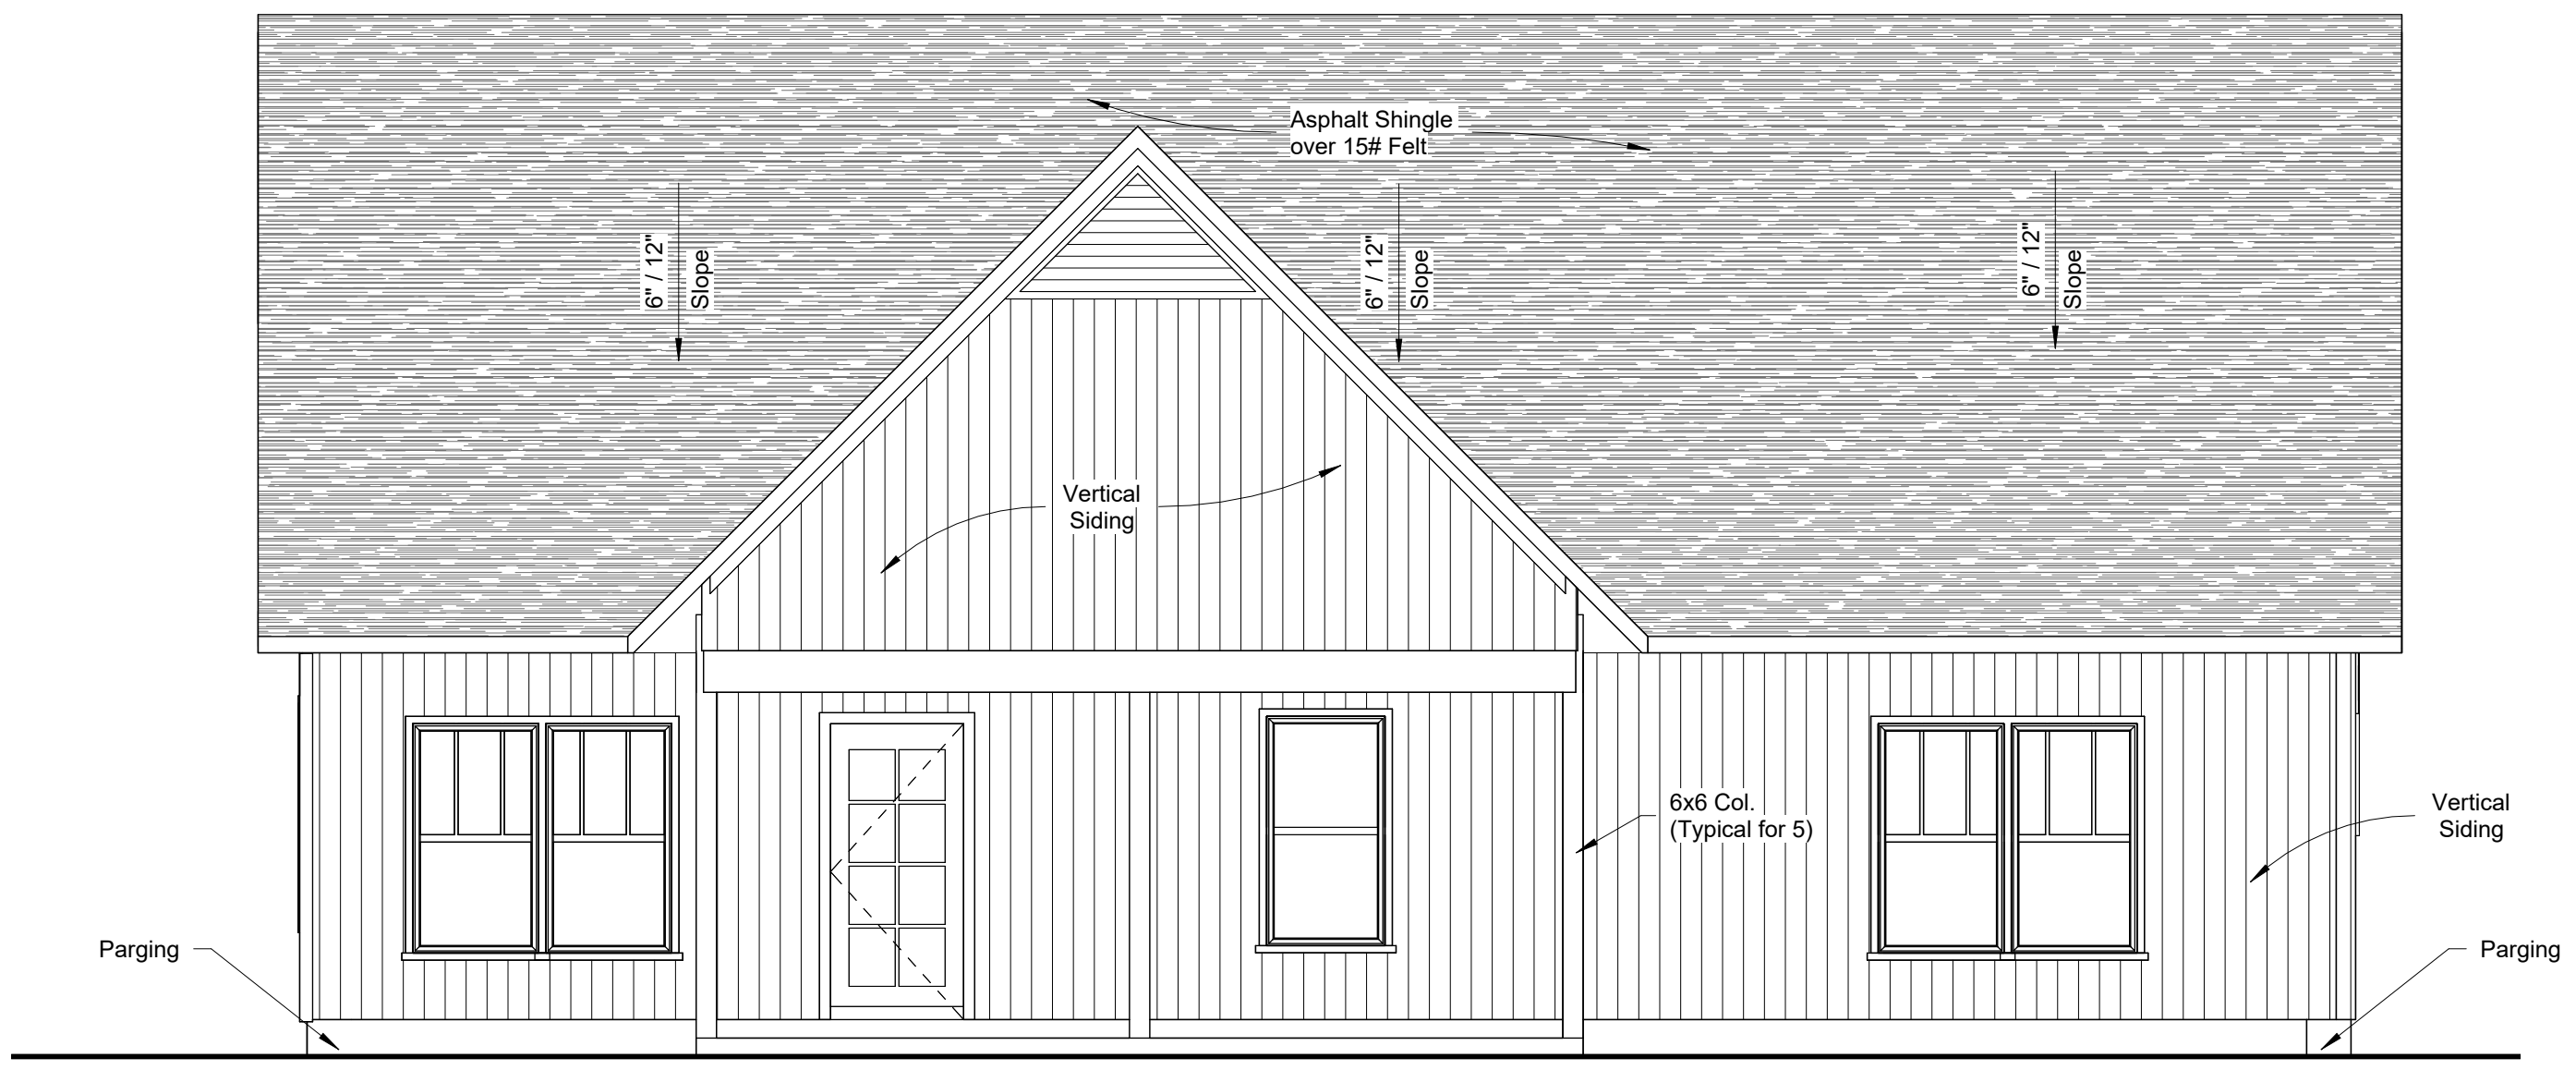 Asphalt Shingle
over 15# Felt
6" / 12"
Slope
6" / 12"
Slope
6" / 12"
Slope
Vertical
Siding
6x6 Col.
(Typical for 5)
Vertical
Siding
Parging
Parging